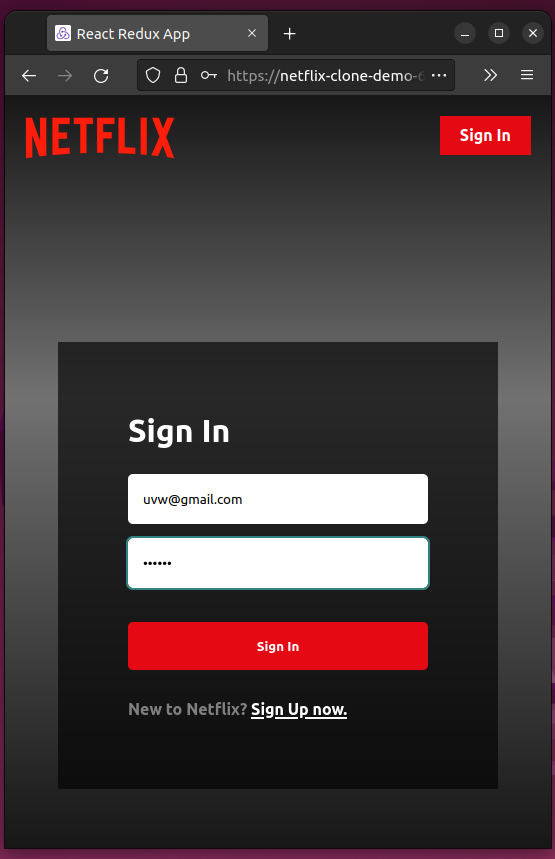 React Redux App
https://netflix-clone-demo-6
NETFLIX
Sign In
Sign In
uvw@gmail.com
••••••
Sign In
New to Netflix? Sign Up now.